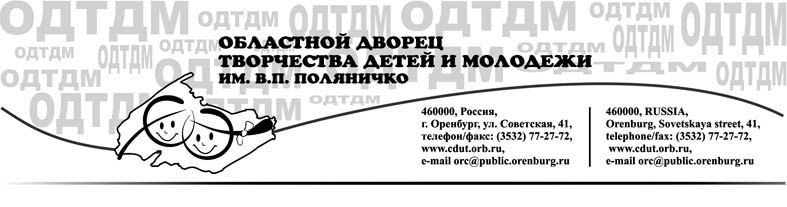 ОДТДМ
ОБЛАСТНОЙ ДВОРЕЦ
ТВОРЧЕСТВА ДЕТЕЙ И МОЛОДЕЖИ
ИМ. В.П. ПОЛЯНИЧКО
460000, Россия,
г. Оренбург, ул. Советская, 41,
телефон/факс: (3532) 77-27-72,
www.cdut.orb.ru,
e-mail orc@public.orenburg.ru
460000, RUSSIA,
Orenburg, Sovetskaya street, 41,
telephone/fax: (3532) 77-27-72,
www.cdut.orb.ru,
e-mail orc@public.orenburg.ru